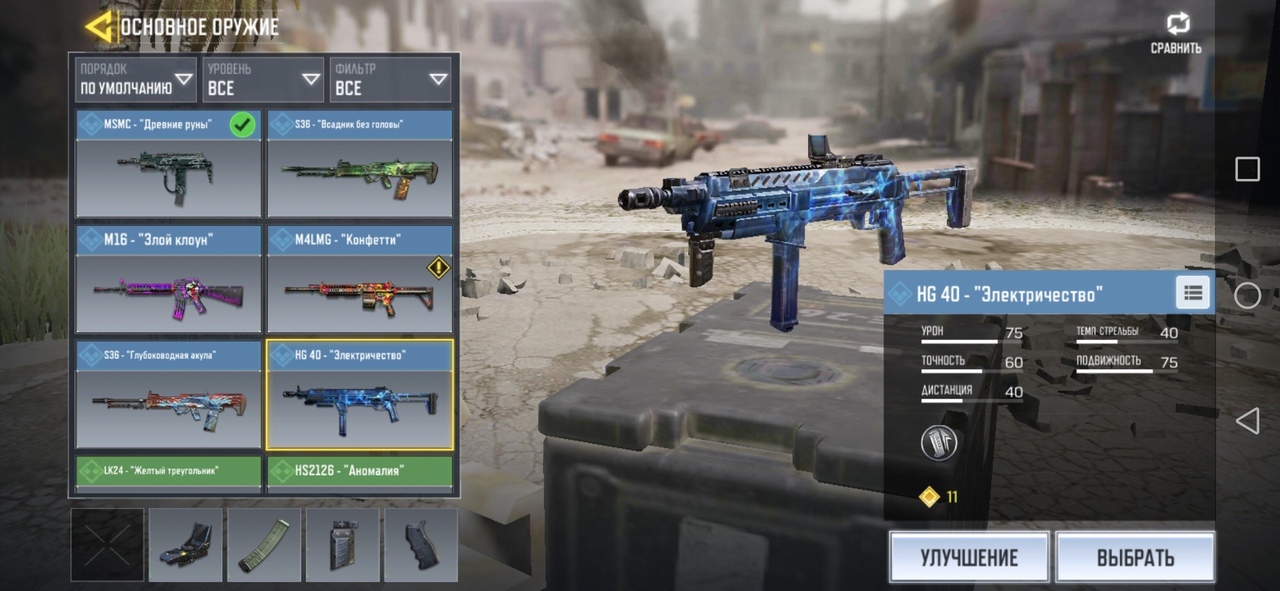 ОСНОВНОЕ ОРУЖИЕ
СРАВНИТЬ
ПОРЯДОК
ПО УМОЛЧАНИЮ
УРОВЕНЬ
ВСЕ
ФИЛЬТР
ВСЕ
MSMC - "Древние руны"
S36 - "Всадник без головы"
M16 - "Злой клоун"
M4LMG - "Конфетти"
S36 - "Глубоководная акула"
HG 40 - "Электричество"
LK24 - "Желтый треугольник"
HS2126 - "Аномалия"
HG 40 - "Электричество"
УРОН 75
ТЕМП СТРЕЛЬБЫ 40
ТОЧНОСТЬ 60
ПОДВИЖНОСТЬ 75
ДИСТАНЦИЯ 40
11
УЛУЧШЕНИЕ
ВЫБРАТЬ